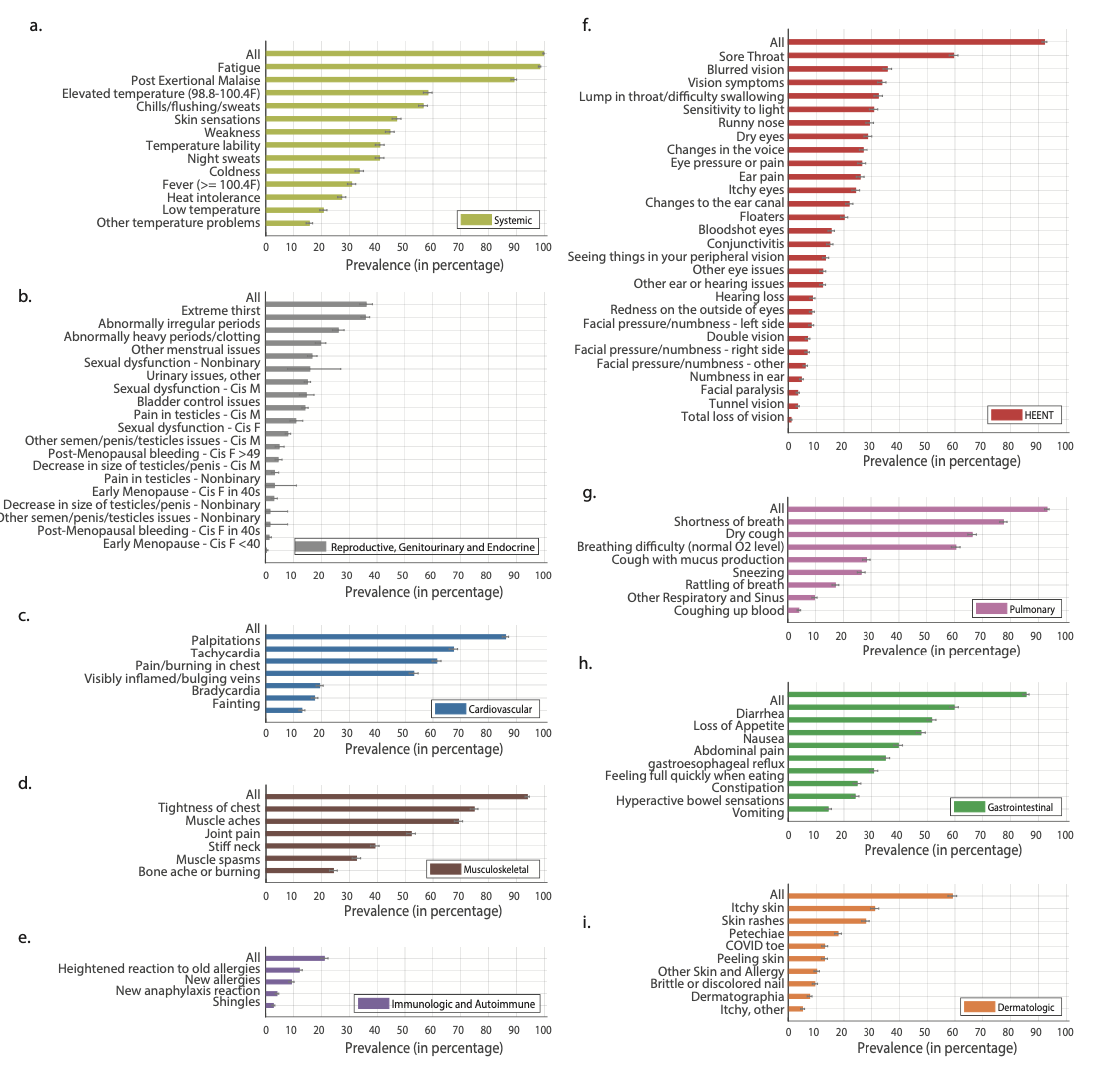 a.
All
Fatigue
Post Exertional Malaise
Elevated temperature (98.8-100.4F)
Chills/flushing/sweats
Skin sensations
Weakness
Temperature lability
Night sweats
Coldness
Fever (>= 100.4F)
Heat intolerance
Low temperature
Other temperature problems
Systemic
0 10 20 30 40 50 60 70 80 90 100
Prevalence (in percentage)
b.
All
Extreme thirst
Abnormally irregular periods
Abnormally heavy periods/clotting
Other menstrual issues
Sexual dysfunction - Nonbinary
Urinary issues, other
Sexual dysfunction - Cis M
Bladder control issues
Pain in testicles - Cis M
Sexual dysfunction - Cis F
Other semen/penis/testicles issues - Cis M
Post-Menopausal bleeding - Cis F >49
Decrease in size of testicles/penis - Cis M
Pain in testicles - Nonbinary
Early Menopause - Cis F in 40s
Decrease in size of testicles/penis - Nonbinary
Other semen/penis/testicles issues - Nonbinary
Post-Menopausal bleeding - Cis F in 40s
Early Menopause - Cis F <40
Reproductive, Genitourinary and Endocrine
0 10 20 30 40 50 60 70 80 90 100
Prevalence (in percentage)
c.
All
Palpitations
Tachycardia
Pain/burning in chest
Visibly inflamed/bulging veins
Bradycardia
Fainting
Cardiovascular
0 10 20 30 40 50 60 70 80 90 100
Prevalence (in percentage)
d.
All
Tightness of chest
Muscle aches
Joint pain
Stiff neck
Muscle spasms
Bone ache or burning
Musculoskeletal
0 10 20 30 40 50 60 70 80 90 100
Prevalence (in percentage)
e.
All
Heightened reaction to old allergies
New allergies
New anaphylaxis reaction
Shingles
Immunologic and Autoimmune
0 10 20 30 40 50 60 70 80 90 100
Prevalence (in percentage)
f.
All
Sore Throat
Blurred vision
Vision symptoms
Lump in throat/difficulty swallowing
Sensitivity to light
Runny nose
Dry eyes
Changes in the voice
Eye pressure or pain
Ear pain
Itchy eyes
Changes to the ear canal
Floaters
Bloodshot eyes
Conjunctivitis
Seeing things in your peripheral vision
Other eye issues
Other ear or hearing issues
Hearing loss
Redness on the outside of eyes
Facial pressure/numbness - left side
Double vision
Facial pressure/numbness - right side
Facial pressure/numbness - other
Numbness in ear
Facial paralysis
Tunnel vision
Total loss of vision
HEENT
0 10 20 30 40 50 60 70 80 90 100
Prevalence (in percentage)
g.
All
Shortness of breath
Dry cough
Breathing difficulty (normal O2 level)
Cough with mucus production
Sneezing
Rattling of breath
Other Respiratory and Sinus
Coughing up blood
Pulmonary
0 10 20 30 40 50 60 70 80 90 100
Prevalence (in percentage)
h.
All
Diarrhea
Loss of Appetite
Nausea
Abdominal pain
gastroesophageal reflux
Feeling full quickly when eating
Constipation
Hyperactive bowel sensations
Vomiting
Gastrointestinal
0 10 20 30 40 50 60 70 80 90 100
Prevalence (in percentage)
i.
All
Itchy skin
Skin rashes
Petechiae
COVID toe
Peeling skin
Other Skin and Allergy
Brittle or discolored nail
Dermatographia
Itchy, other
Dermatologic
0 10 20 30 40 50 60 70 80 90 100
Prevalence (in percentage)